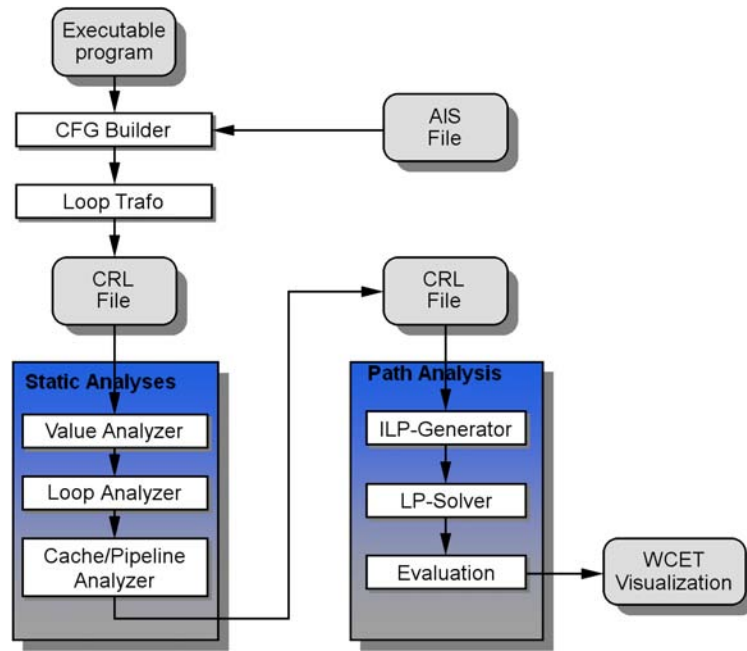 Executable
program
CFG Builder
AIS
File
Loop Trafo
CRL
File
CRL
File
Static Analyses
Value Analyzer
Loop Analyzer
Cache/Pipeline
Analyzer
Path Analysis
ILP-Generator
LP-Solver
Evaluation
WCET
Visualization